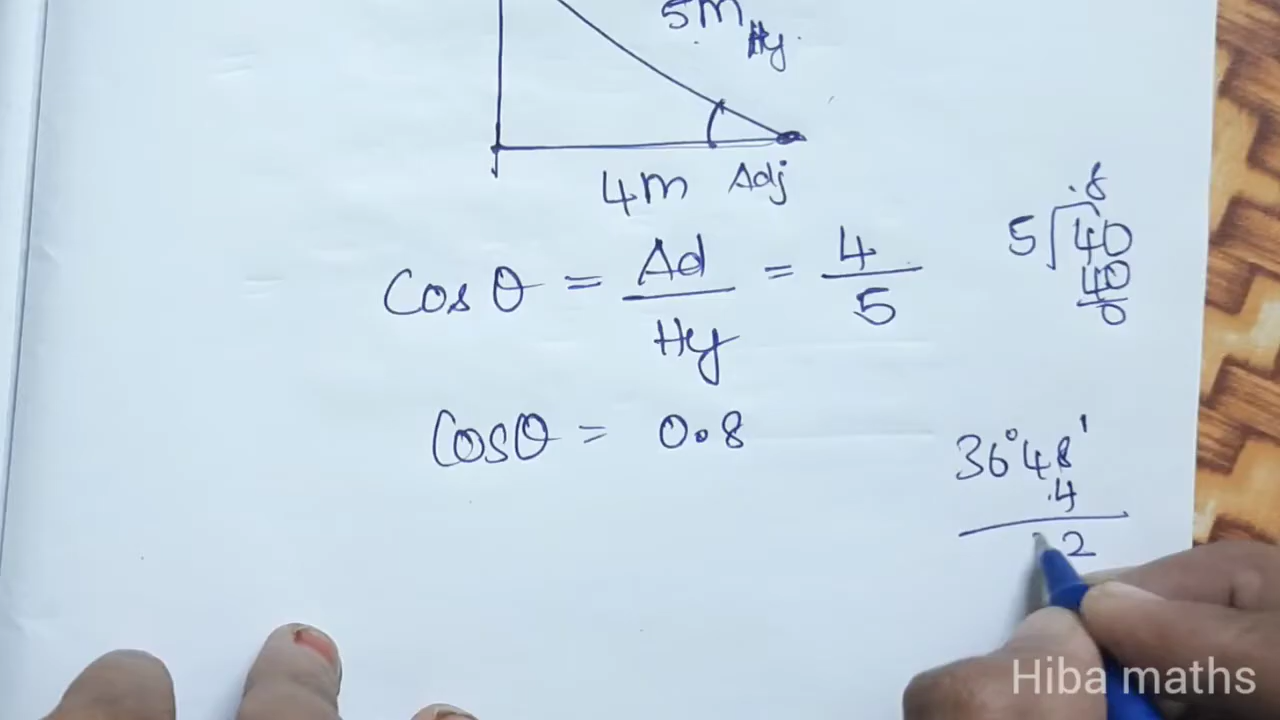 5m
Hy.
4m Adj
Cos θ = Ad/Hy = 4/5
.8
5√40
40
0
Cosθ = 0.8
36°48'
.4
2
Hiba maths